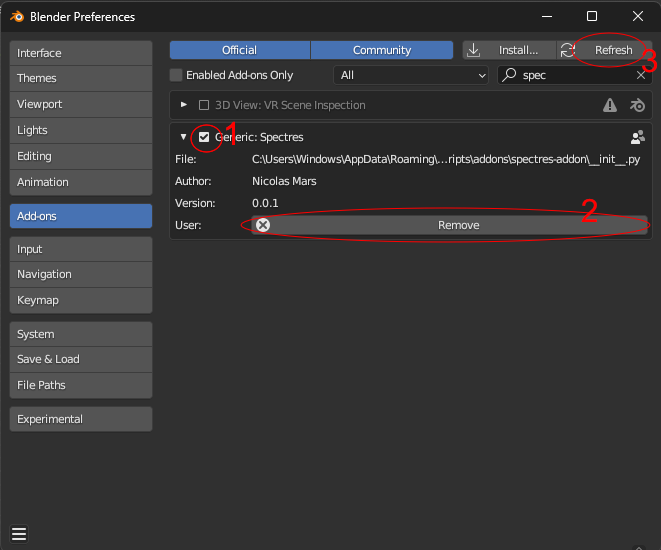 Blender Preferences
Interface
Themes
Viewport
Lights
Editing
Animation
Add-ons
Input
Navigation
Keymap
System
Save & Load
File Paths
Experimental
Official Community Install... Refresh
3
Enabled Add-ons Only All spec
3D View: VR Scene Inspection
1
Generic: Spectres
File: C:\Users\Windows\AppData\Roaming\...ripts\addons\spectres-addon\__init__.py
Author: Nicolas Mars
Version: 0.0.1
2
User: Remove